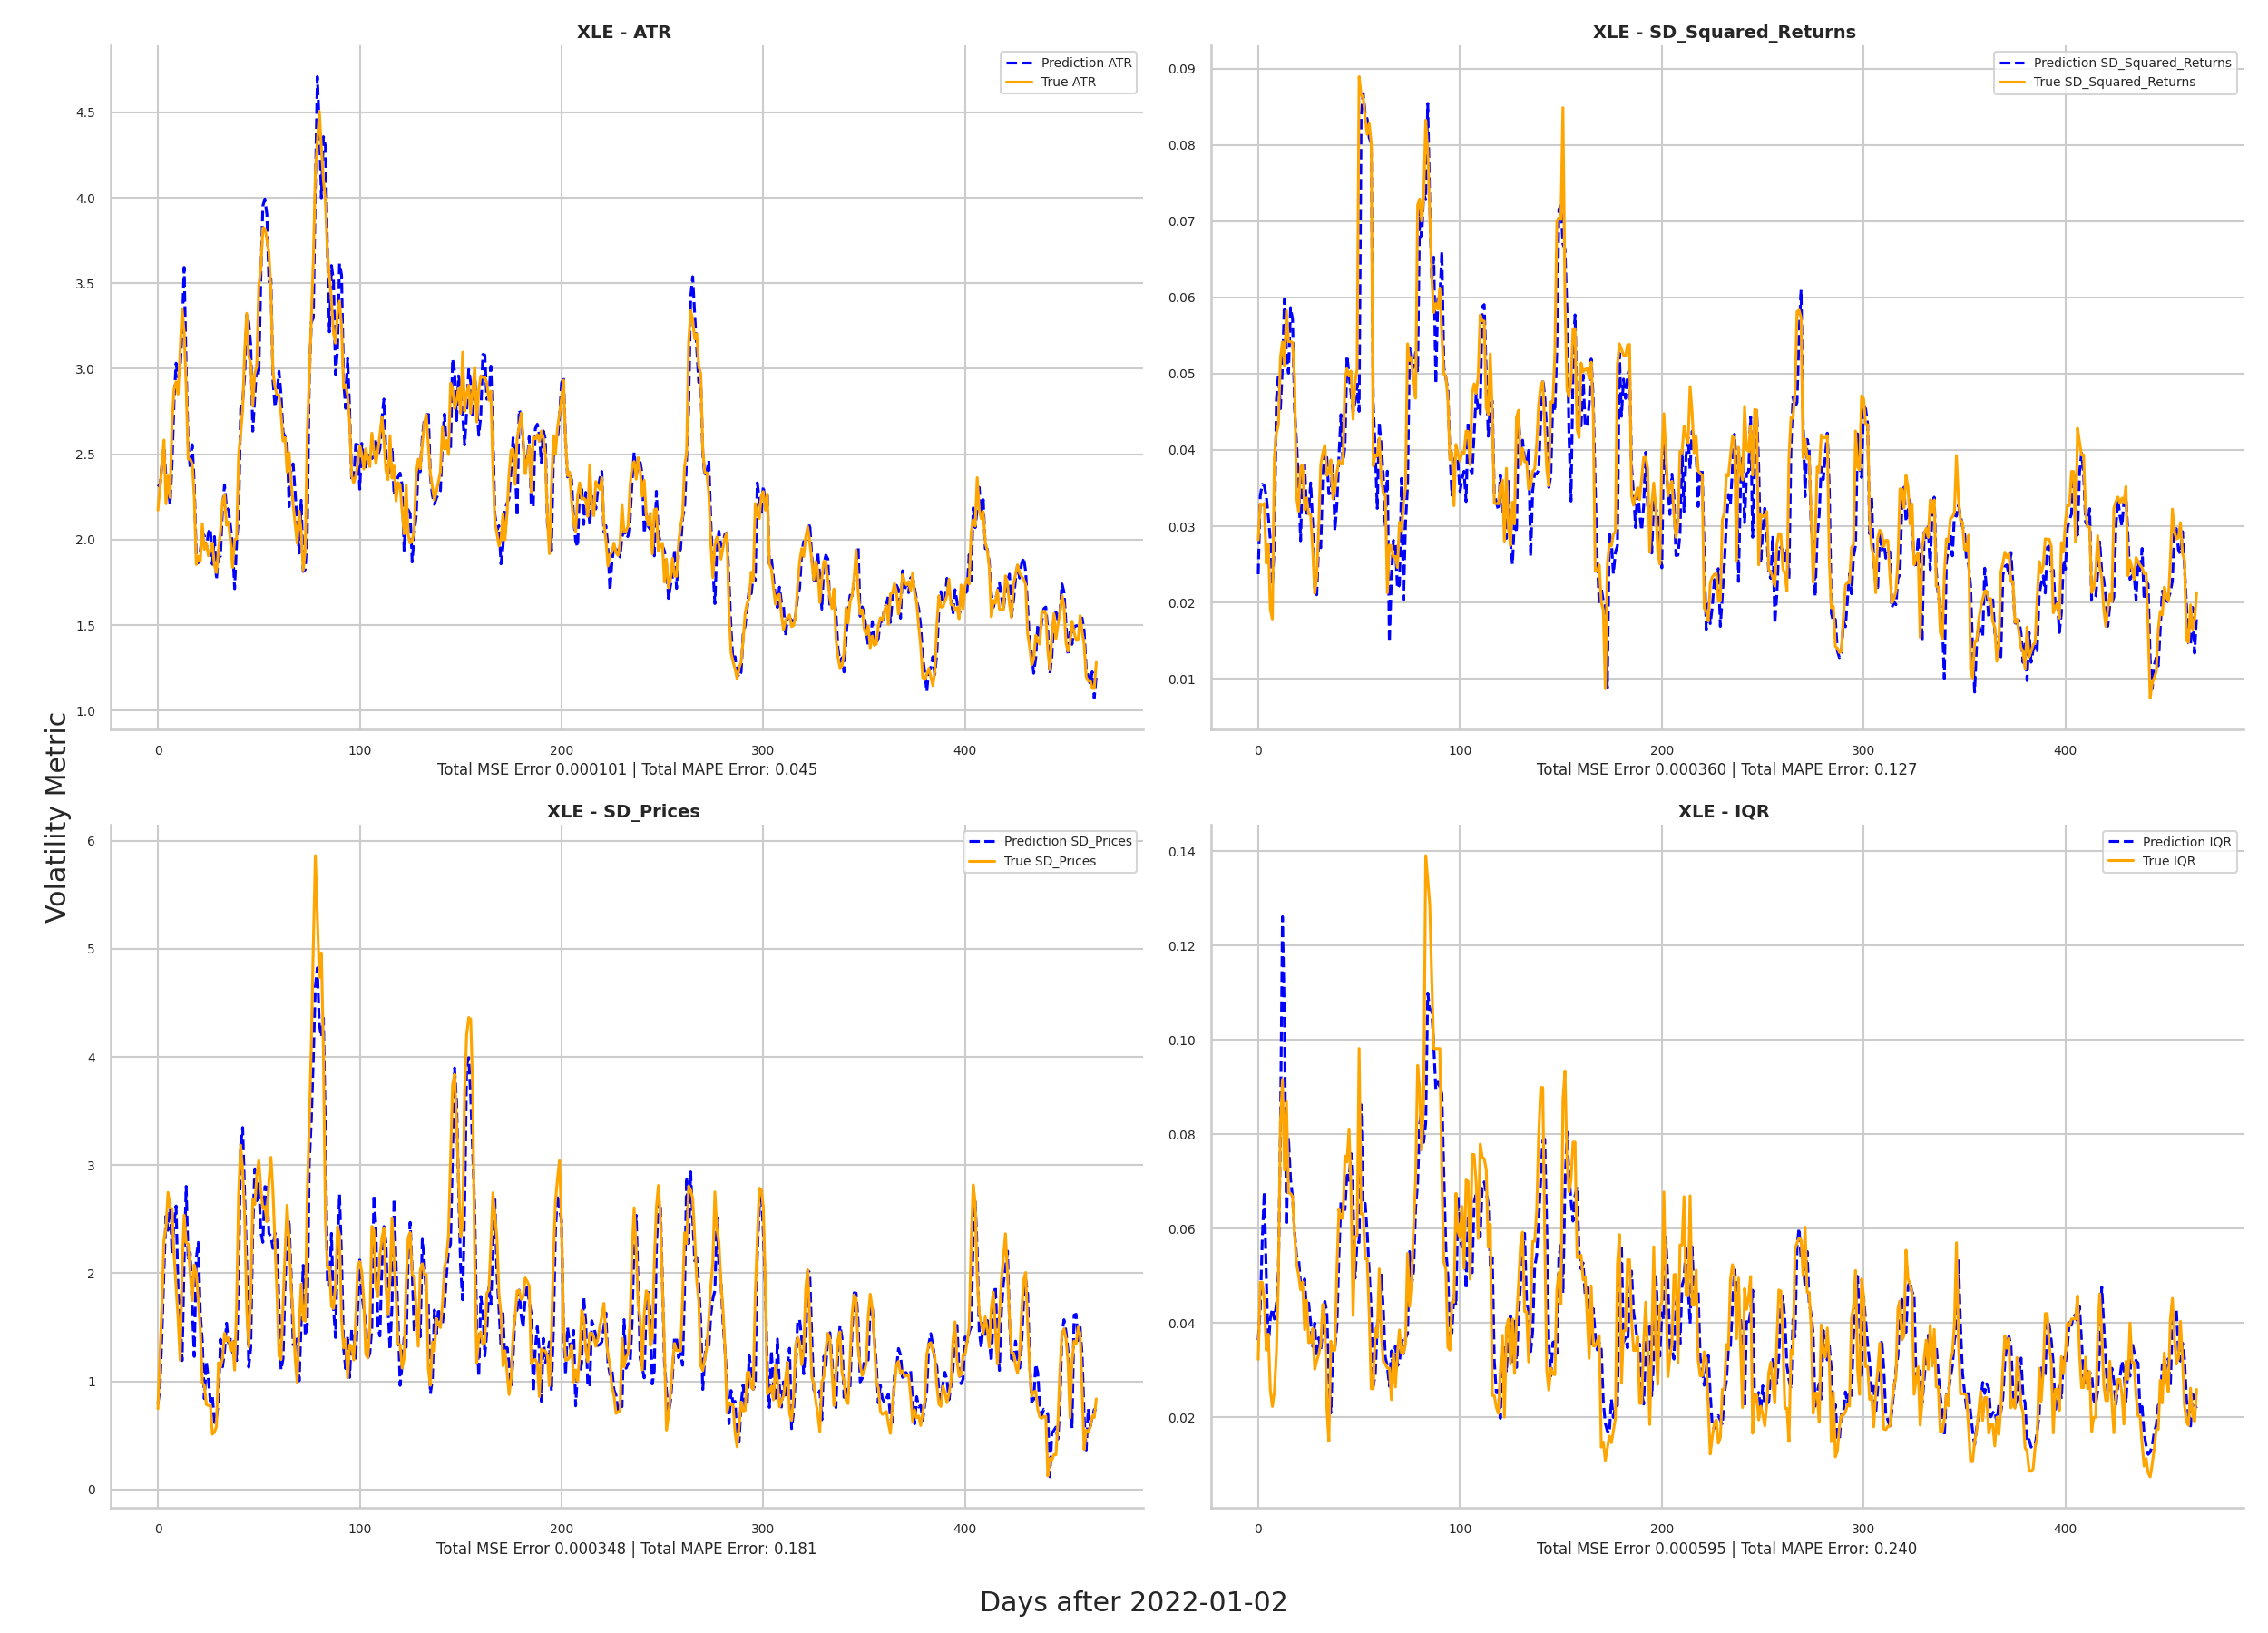 XLE - ATR
Prediction ATR
True ATR
4.5
4.0
3.5
3.0
2.5
2.0
1.5
1.0
0 100 200 300 400
Total MSE Error 0.000101 | Total MAPE Error: 0.045
XLE - SD_Squared_Returns
Prediction SD_Squared_Returns
True SD_Squared_Returns
0.09
0.08
0.07
0.06
0.05
0.04
0.03
0.02
0.01
0 100 200 300 400
Total MSE Error 0.000360 | Total MAPE Error: 0.127
Volatility Metric
XLE - SD_Prices
Prediction SD_Prices
True SD_Prices
6
5
4
3
2
1
0
0 100 200 300 400
Total MSE Error 0.000348 | Total MAPE Error: 0.181
XLE - IQR
Prediction IQR
True IQR
0.14
0.12
0.10
0.08
0.06
0.04
0.02
0 100 200 300 400
Total MSE Error 0.000595 | Total MAPE Error: 0.240
Days after 2022-01-02